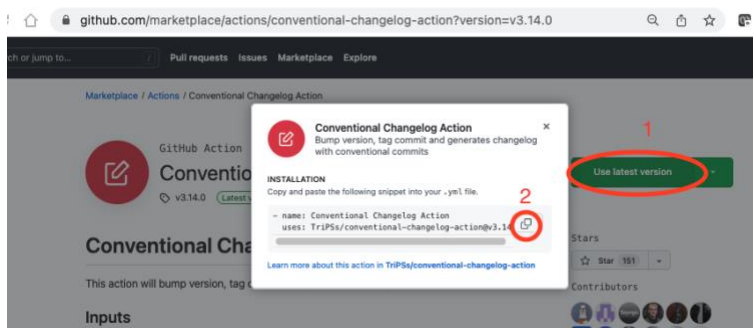 github.com/marketplace/actions/conventional-changelog-action?version=v3.14.0
ch or jump to... / Pull requests Issues Marketplace Explore
Marketplace / Actions / Conventional Changelog Action
GitHub Action
Conventio
v3.14.0 Latest v
Conventional Cha
This action will bump version, tag c
Inputs
Conventional Changelog Action ×
Bump version, tag commit and generates changelog
with conventional commits
INSTALLATION
Copy and paste the following snippet into your .yml file.
2
- name: Conventional Changelog Action
uses: TriPSs/conventional-changelog-action@v3.14
Learn more about this action in TriPSs/conventional-changelog-action
1
Use latest version
Stars
Star 151
Contributors